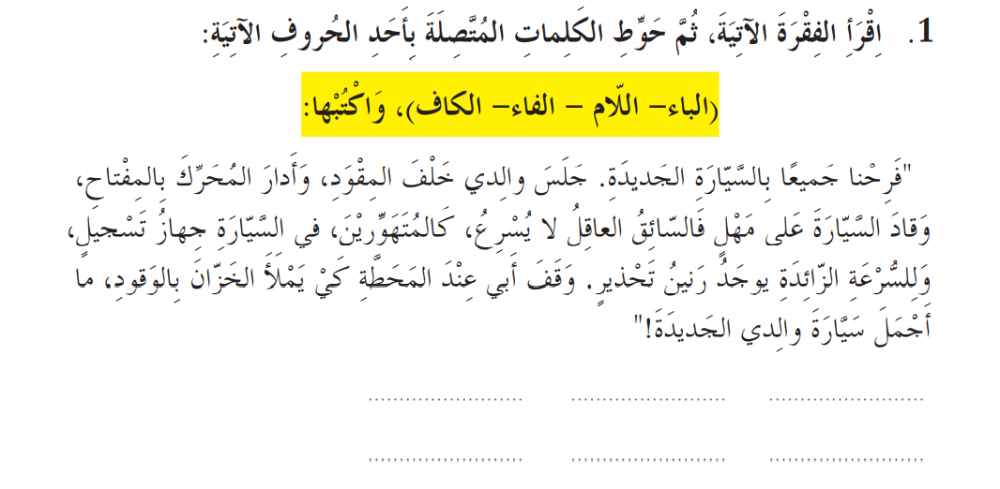 1. اِقْرَأِ الفِقْرَةَ الآتِيَةَ، ثُمَّ حَوِّطِ الكَلِماتِ المُتَّصِلَةَ بِأَحَدِ الحُروفِ الآتِيَةِ:
(الباء– اللّام – الفاء– الكاف)، وَاكْتُبْها:
"فَرِحْنا جَميعًا بِالسَّيّارَةِ الجَديدَةِ. جَلَسَ والِدي خَلْفَ المِقْوَدِ، وَأَدارَ المُحَرِّكَ بِالمِفْتاحِ،
وَقادَ السَّيّارَةَ عَلى مَهْلٍ فَالسّائِقُ العاقِلُ لا يُسْرِعُ، كَالمُتَهَوِّريْنَ، في السَّيّارَةِ جِهازُ تَسْجيلٍ،
وَلِلسُّرْعَةِ الزّائِدَةِ يوجَدُ رَنينُ تَحْذيرٍ. وَقَفَ أَبي عِنْدَ المَحَطَّةِ كَيْ يَمْلَأَ الخَزّانَ بِالوَقودِ، ما
أَجْمَلَ سَيَّارَةَ والِدي الجَديدَةَ!"
......................... ......................... .........................
......................... ......................... .........................